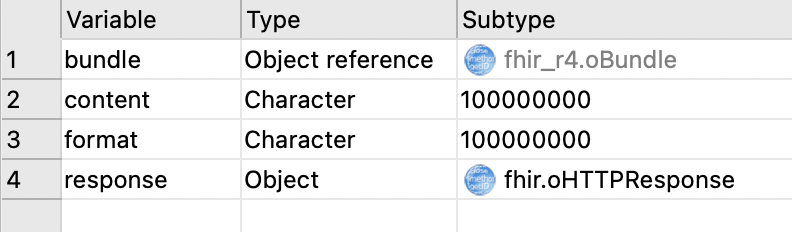 Variable Type Subtype
1 bundle Object reference fhir_r4.oBundle
2 content Character 100000000
3 format Character 100000000
4 response Object fhir.oHTTPResponse